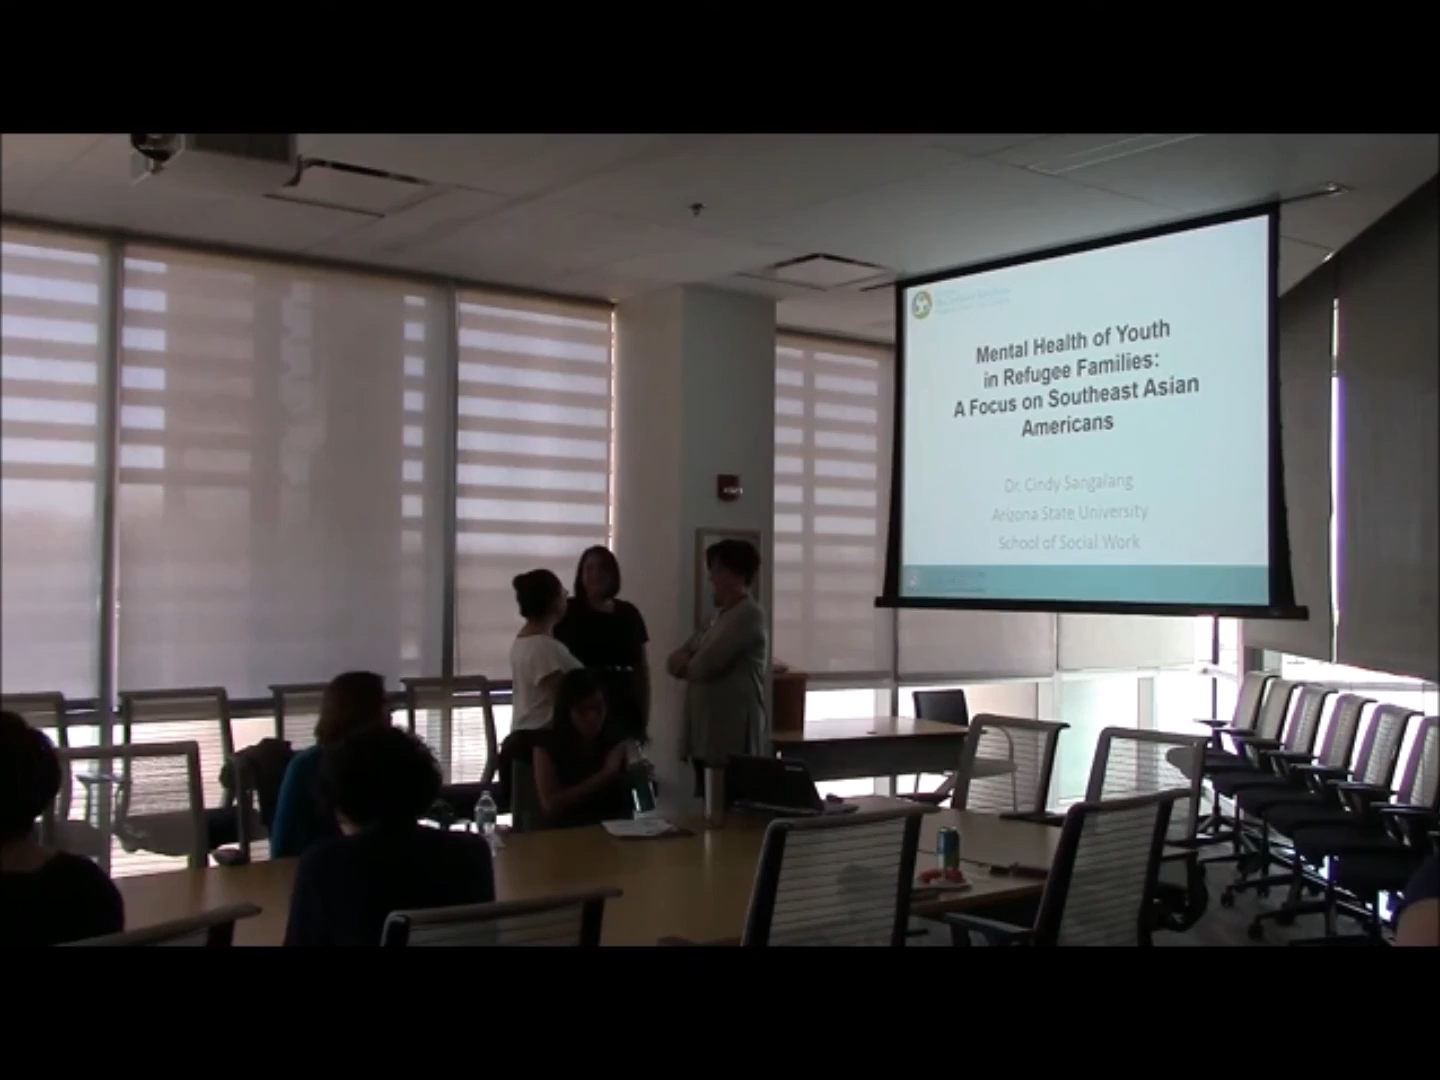 Mental Health of Youth
in Refugee Families:
A Focus on Southeast Asian
Americans
Dr. Cindy Sangalang
Arizona State University
School of Social Work